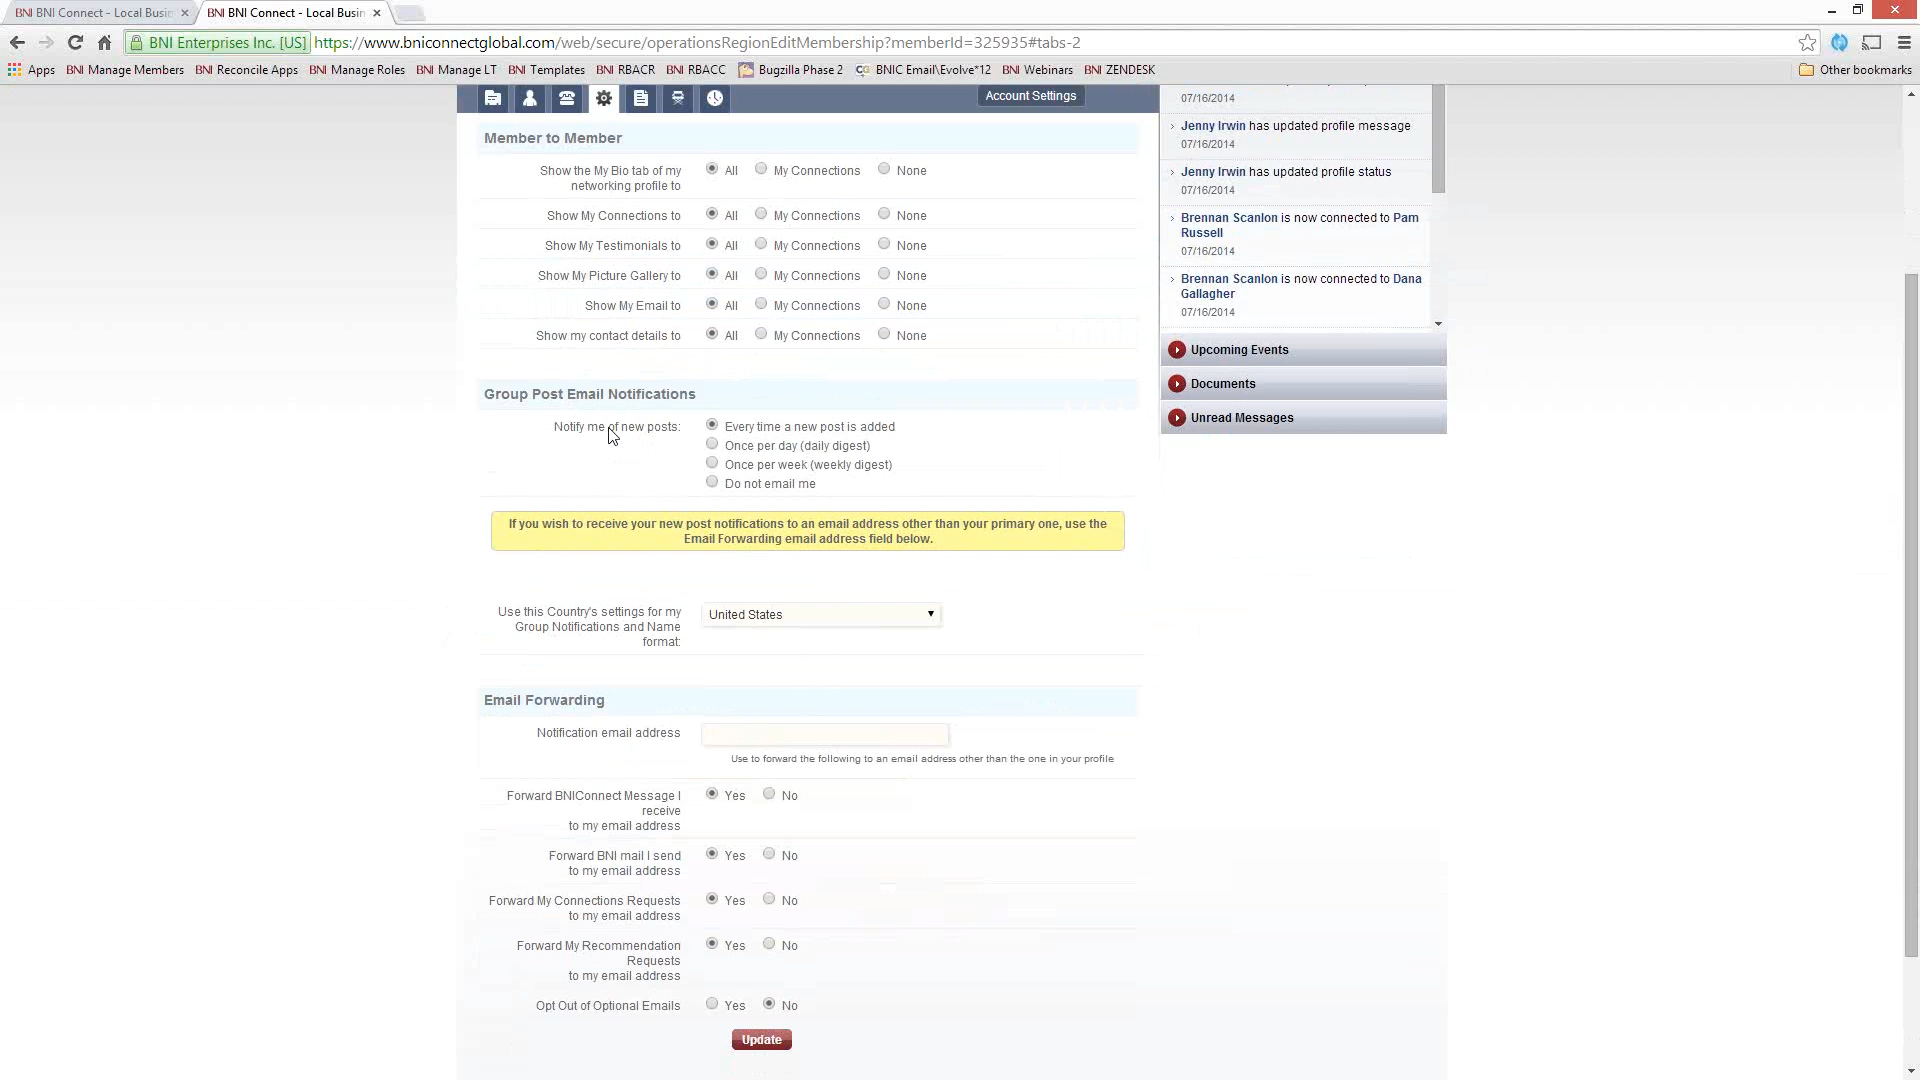 BNI BNI Connect - Local Busin
BNI BNI Connect - Local Busin
BNI Enterprises Inc. [US] https://www.bniconnectglobal.com/web/secure/operationsRegionEditMembership?memberId=325935#tabs-2
Apps BNI Manage Members BNI Reconcile Apps BNI Manage Roles BNI Manage LT BNI Templates BNI RBACR BNI RBACC Bugzilla Phase 2 BNIC Email\Evolve*12 BNI Webinars BNI ZENDESK Other bookmarks
Account Settings
Member to Member
Show the My Bio tab of my
networking profile to
All My Connections None
Show My Connections to All My Connections None
Show My Testimonials to All My Connections None
Show My Picture Gallery to All My Connections None
Show My Email to All My Connections None
Show my contact details to All My Connections None
Group Post Email Notifications
Notify me of new posts: Every time a new post is added
Once per day (daily digest)
Once per week (weekly digest)
Do not email me
If you wish to receive your new post notifications to an email address other than your primary one, use the
Email Forwarding email address field below.
Use this Country's settings for my
Group Notifications and Name
format:
United States
Email Forwarding
Notification email address
Use to forward the following to an email address other than the one in your profile
Forward BNIConnect Message I
receive
to my email address
Yes No
Forward BNI mail I send
to my email address
Yes No
Forward My Connections Requests
to my email address
Yes No
Forward My Recommendation
Requests
to my email address
Yes No
Opt Out of Optional Emails Yes No
Update
07/16/2014
Jenny Irwin has updated profile message
07/16/2014
Jenny Irwin has updated profile status
07/16/2014
Brennan Scanlon is now connected to Pam
Russell
07/16/2014
Brennan Scanlon is now connected to Dana
Gallagher
07/16/2014
Upcoming Events
Documents
Unread Messages